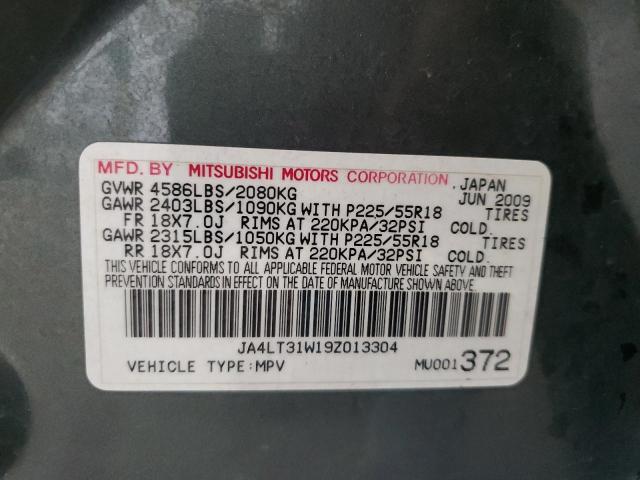 MFD. BY MITSUBISHI MOTORS CORPORATION. JAPAN
GVWR 4586LBS/2080KG JUN 2009
GAWR 2403LBS/1090KG WITH P225/55R18 TIRES
FR 18X7.0J RIMS AT 220KPA/32PSI COLD.
GAWR 2315LBS/1050KG WITH P225/55R18 TIRES
RR 18X7.0J RIMS AT 220KPA/32PSI COLD.
THIS VEHICLE CONFORMS TO ALL APPLICABLE FEDERAL MOTOR VEHICLE SAFETY AND THEFT
PREVENTION STANDARDS IN EFFECT ON THE DATE OF MANUFACTURE SHOWN ABOVE.
JA4LT31W19Z013304
VEHICLE TYPE:MPV MU001372